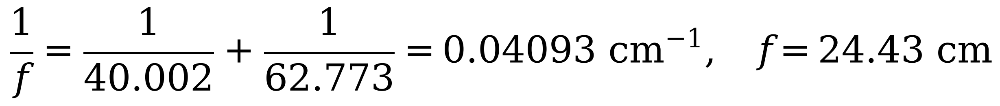 1/f = 1/40.002 + 1/62.773 = 0.04093 cm⁻¹, f = 24.43 cm